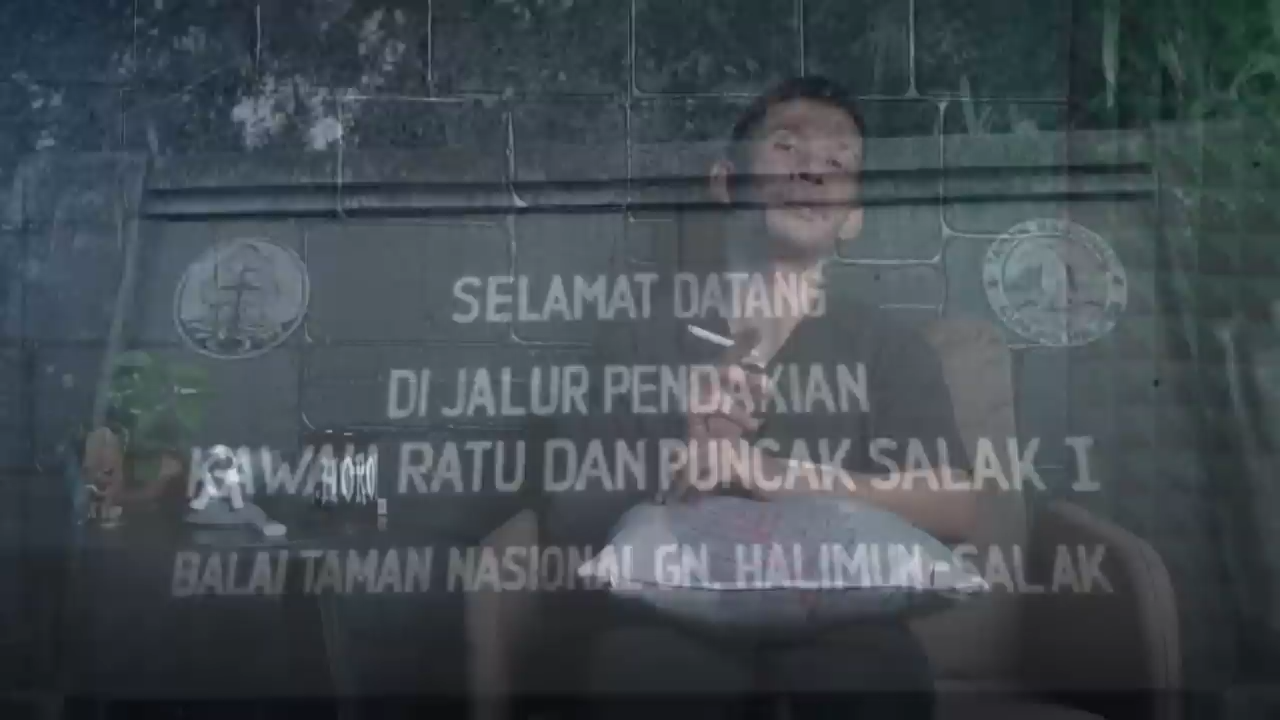 SELAMAT DATANG
DI JALUR PENDAKIAN
KAWAH RATU DAN PUNCAK SALAK I
BALAI TAMAN NASIONAL GN. HALIMUN-SALAK